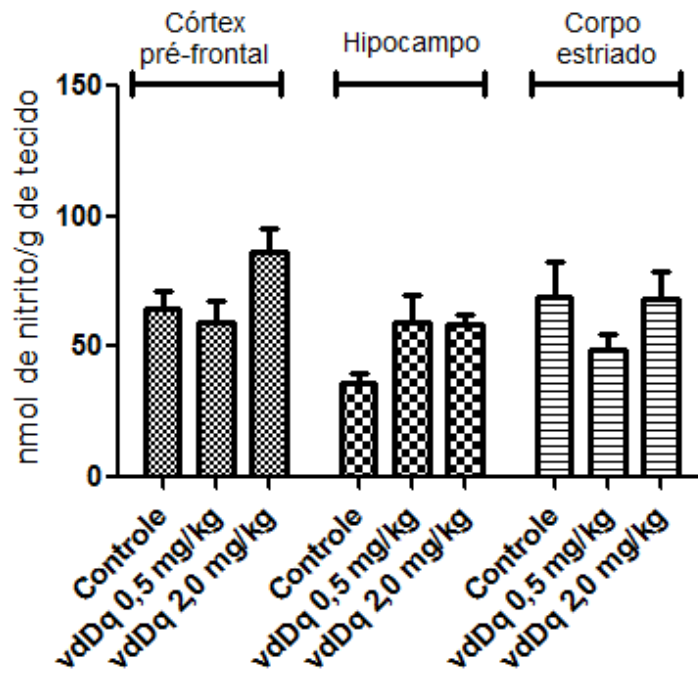 Córtex
pré-frontal
Hipocampo
Corpo
estriado
nmol de nitrito/g de tecido
150
100
50
0
Controle
vdDq 0,5 mg/kg
vdDq 2,0 mg/kg
Controle
vdDq 0,5 mg/kg
vdDq 2,0 mg/kg
Controle
vdDq 0,5 mg/kg
vdDq 2,0 mg/kg